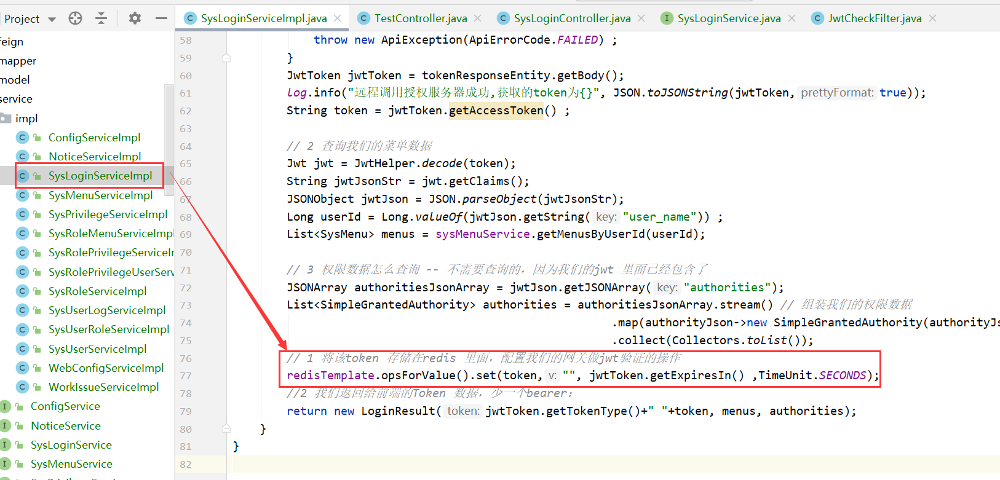 Project
SysLoginServiceImpl.java
TestController.java
SysLoginController.java
SysLoginService.java
JwtCheckFilter.java
feign
mapper
model
service
impl
ConfigServiceImpl
NoticeServiceImpl
SysLoginServiceImpl
SysMenuServiceImpl
SysPrivilegeServiceImpl
SysRoleMenuServiceImpl
SysRolePrivilegeServiceIr
SysRolePrivilegeUserServ
SysRoleServiceImpl
SysUserLogServiceImpl
SysUserRoleServiceImpl
SysUserServiceImpl
WebConfigServiceImpl
WorkIssueServiceImpl
ConfigService
NoticeService
SysLoginService
SysMenuService
58 throw new ApiException(ApiErrorCode.FAILED) ;
59 }
60 JwtToken jwtToken = tokenResponseEntity.getBody();
61 log.info("远程调用授权服务器成功,获取的token为{}", JSON.toJSONString(jwtToken, prettyFormat: true));
62 String token = jwtToken.getAccessToken() ;
63
64 // 2 查询我们的菜单数据
65 Jwt jwt = JwtHelper.decode(token);
66 String jwtJsonStr = jwt.getClaims();
67 JSONObject jwtJson = JSON.parseObject(jwtJsonStr);
68 Long userId = Long.valueOf(jwtJson.getString( key: "user_name")) ;
69 List<SysMenu> menus = sysMenuService.getMenusByUserId(userId);
70
71 // 3 权限数据怎么查询 -- 不需要查询的，因为我们的jwt 里面已经包含了
72 JSONArray authoritiesJsonArray = jwtJson.getJSONArray( key: "authorities");
73 List<SimpleGrantedAuthority> authorities = authoritiesJsonArray.stream() // 组装我们的权限数据
74 .map(authorityJson->new SimpleGrantedAuthority(authorityJs
75 .collect(Collectors.toList());
76 // 1 将该token 存储在redis 里面，配置我们的网关做jwt验证的操作
77 redisTemplate.opsForValue().set(token, v: "", jwtToken.getExpiresIn() ,TimeUnit.SECONDS);
78 //2 我们返回给前端的Token 数据，少一个bearer：
79 return new LoginResult( token: jwtToken.getTokenType()+" "+token, menus, authorities);
80 }
81 }
82